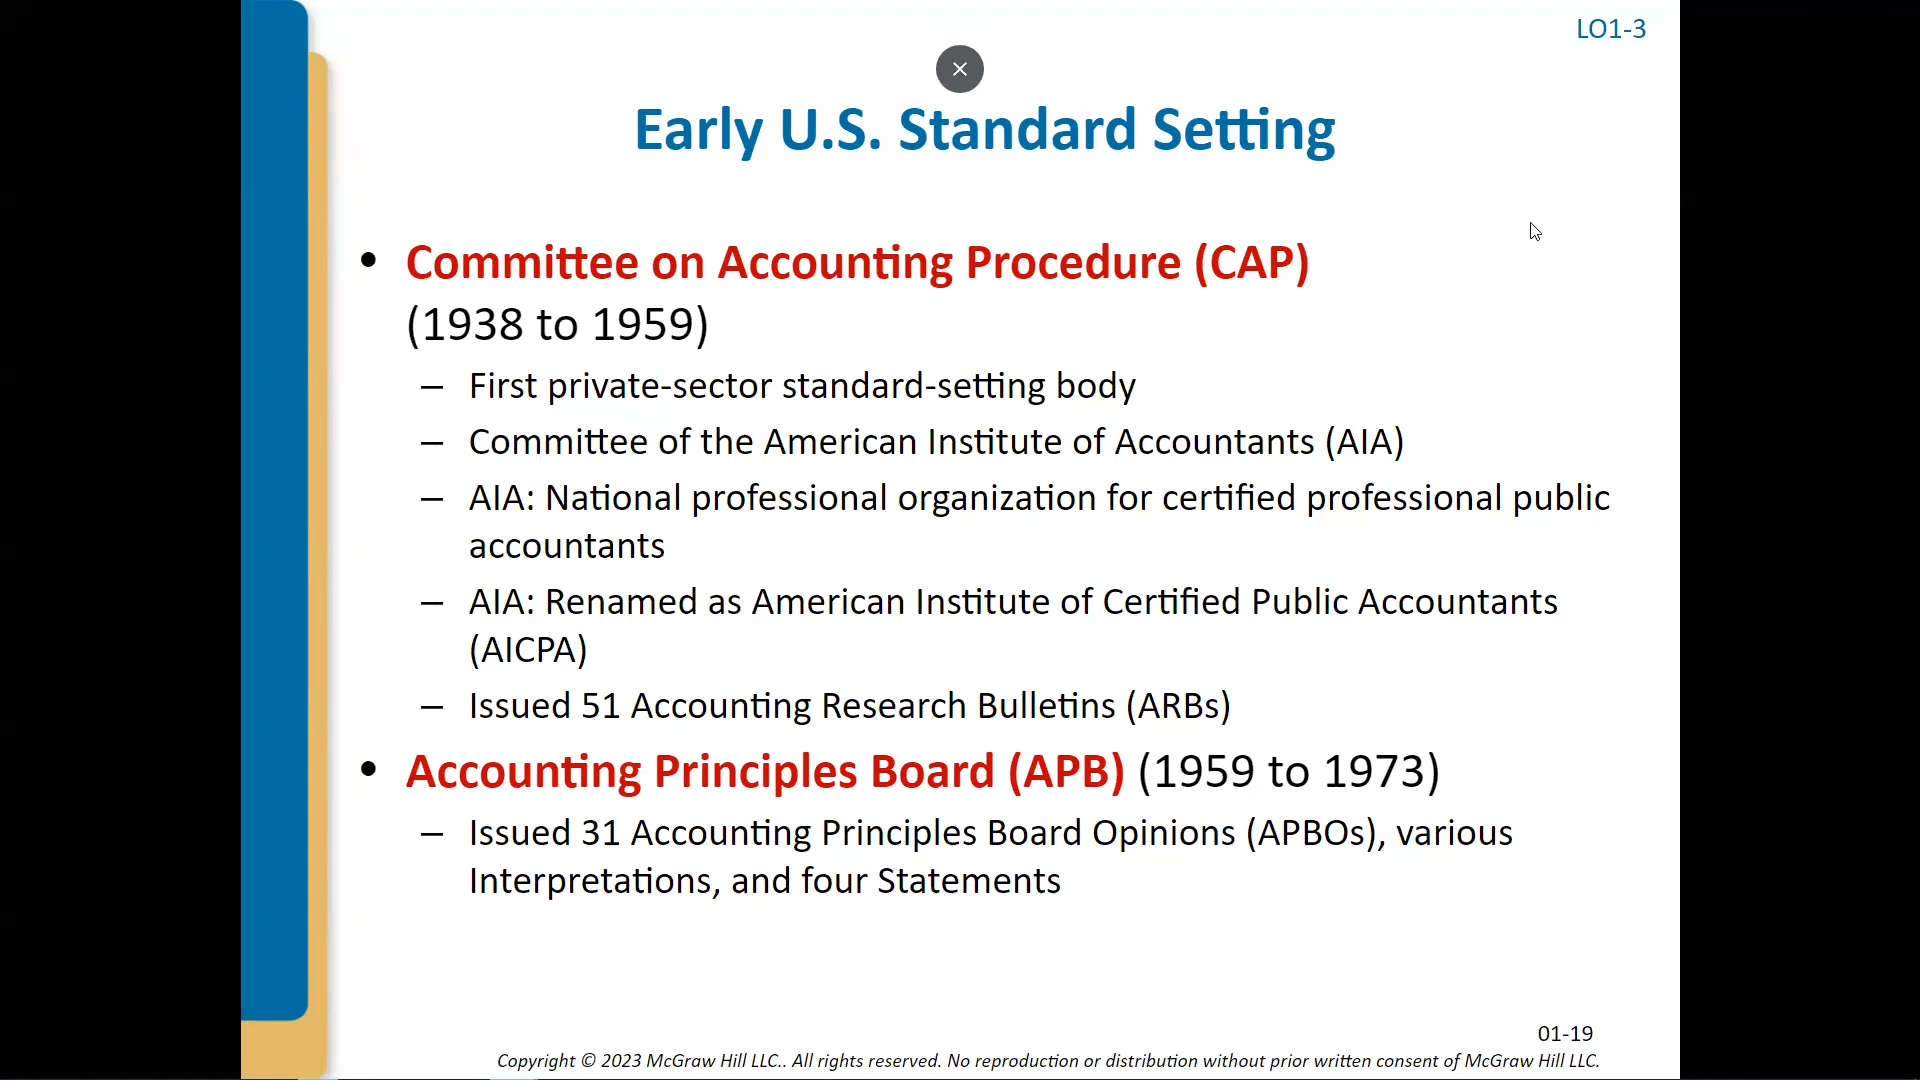 LO1-3
Early U.S. Standard Setting
• Committee on Accounting Procedure (CAP)
(1938 to 1959)
– First private-sector standard-setting body
– Committee of the American Institute of Accountants (AIA)
– AIA: National professional organization for certified professional public
accountants
– AIA: Renamed as American Institute of Certified Public Accountants
(AICPA)
– Issued 51 Accounting Research Bulletins (ARBs)
• Accounting Principles Board (APB) (1959 to 1973)
– Issued 31 Accounting Principles Board Opinions (APBOs), various
Interpretations, and four Statements
01-19
Copyright © 2023 McGraw Hill LLC.. All rights reserved. No reproduction or distribution without prior written consent of McGraw Hill LLC.